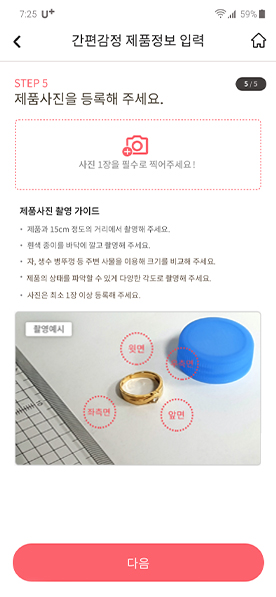 7:25 U+ 59%
간편감정 제품정보 입력
STEP 5
5 / 5
제품사진을 등록해 주세요.
사진 1장을 필수로 찍어주세요!
제품사진 촬영 가이드
• 제품과 15cm 정도의 거리에서 촬영해 주세요.
• 흰색 종이를 바닥에 깔고 촬영해 주세요.
• 자, 생수 병뚜껑 등 주변 사물을 이용해 크기를 비교해 주세요.
• 제품의 상태를 파악할 수 있게 다양한 각도로 촬영해 주세요.
• 사진은 최소 1장 이상 등록해 주세요.
촬영예시
윗면
좌측면
앞면
다음